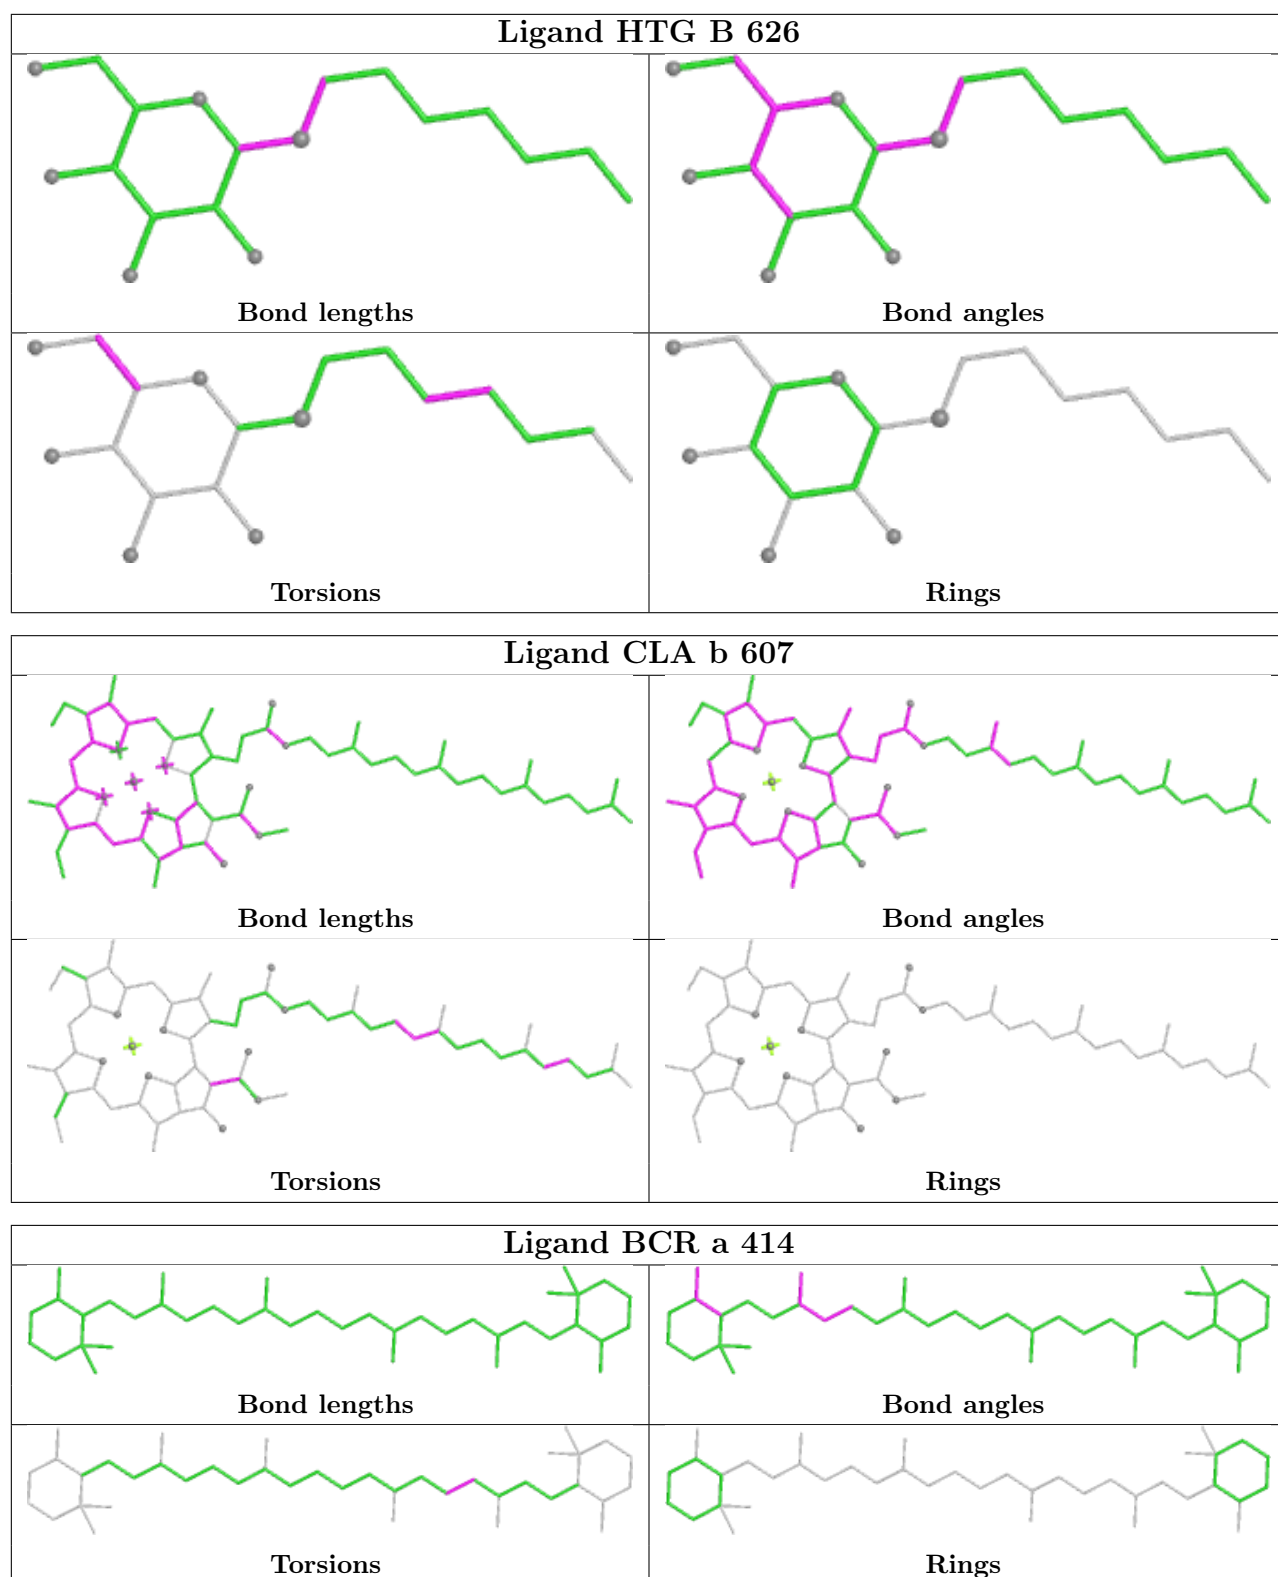 Ligand HTG B 626
Bond lengths
Bond angles
Torsions
Rings
Ligand CLA b 607
Bond lengths
Bond angles
Torsions
Rings
Ligand BCR a 414
Bond lengths
Bond angles
Torsions
Rings